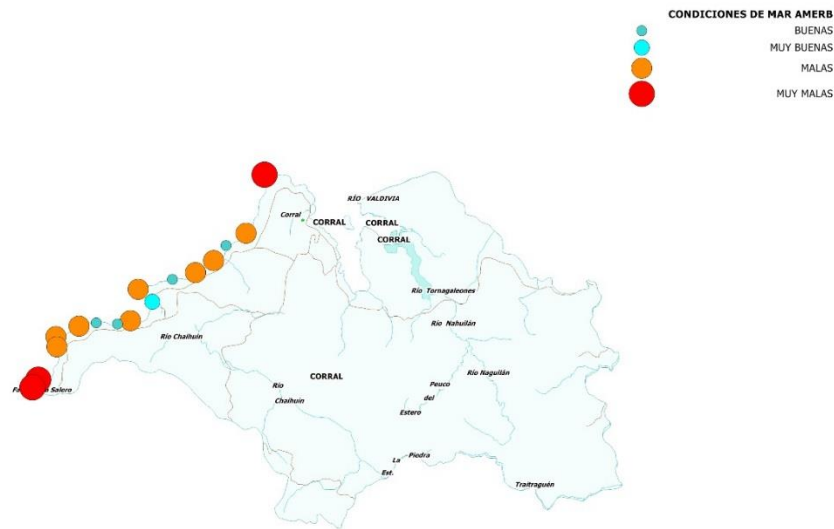 CONDICIONES DE MAR AMERB
BUENAS
MUY BUENAS
MALAS
MUY MALAS
RÍO VALDIVIA
Corral
CORRAL
CORRAL
CORRAL
Río Tornagaleones
Río Nahuilán
Río Chaihuín
Río Naguilán
CORRAL
Río
Chaihuín
Peuco
del
Estero
Salero
La
Piedra
Est.
Traitraguén